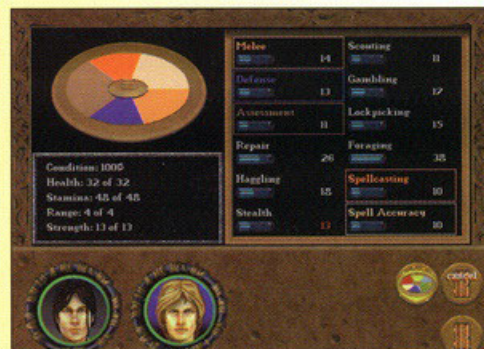 Melee
14
Defense
13
Assessment
11
Repair
26
Haggling
18
Stealth
13
Scouting
11
Gambling
17
Lockpicking
15
Foraging
38
Spellcasting
10
Spell Accuracy
10
Condition: 100%
Health: 32 of 32
Stamina: 48 of 48
Range: 4 of 4
Strength: 13 of 13
cancel